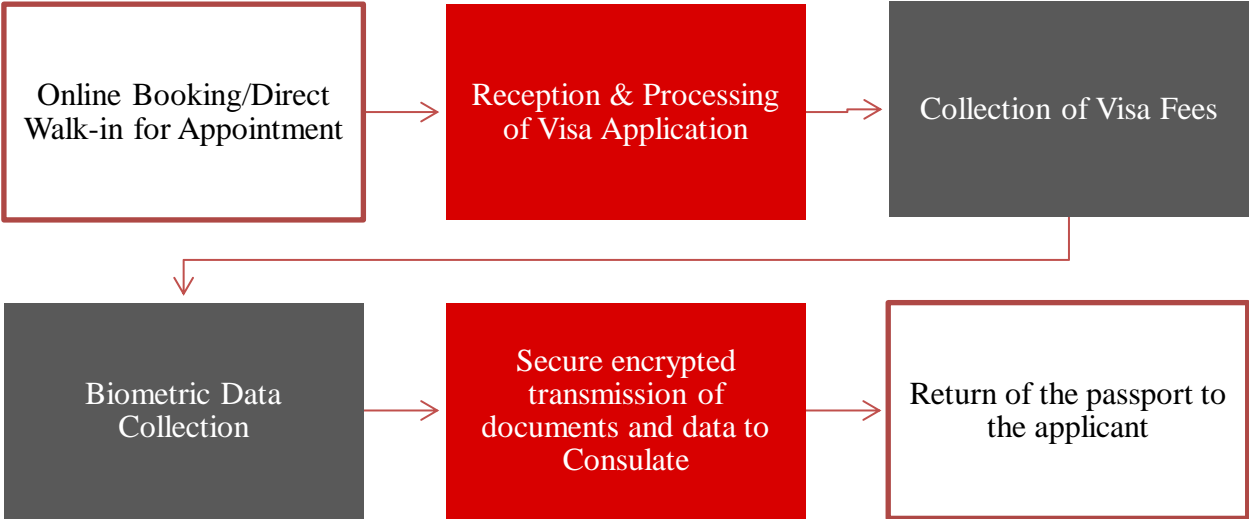 Online Booking/Direct
Walk-in for Appointment
Reception & Processing
of Visa Application
Collection of Visa Fees
Biometric Data
Collection
Secure encrypted
transmission of
documents and data to
Consulate
Return of the passport to
the applicant